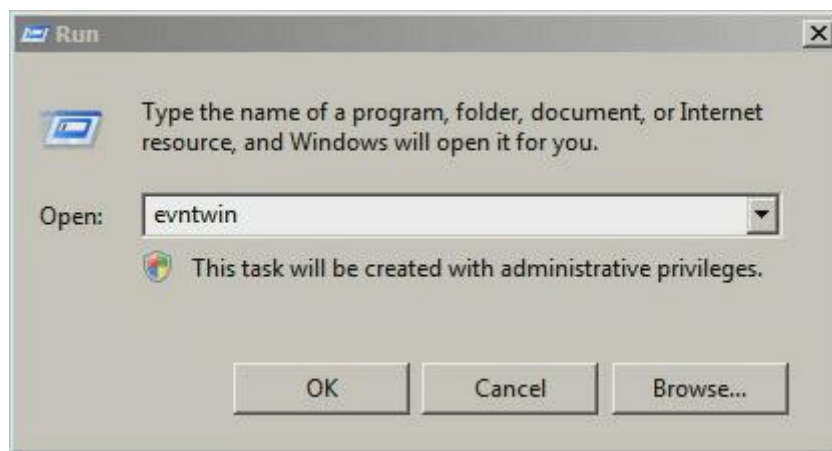 Run
Type the name of a program, folder, document, or Internet
resource, and Windows will open it for you.
Open: evntwin
This task will be created with administrative privileges.
OK Cancel Browse...